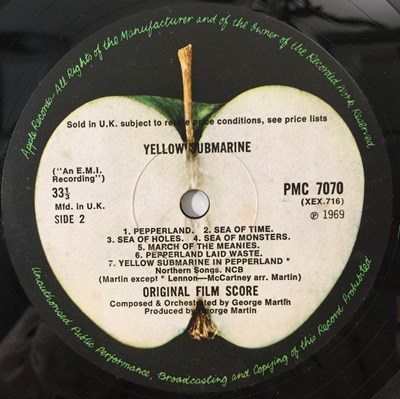 Apple Records-All Rights of the Manufacturer and of the Owner of the Recorded Work Reserved
Sold in U.K. subject to resale price conditions, see price lists
YELLOW SUBMARINE
("An E.M.I.
Recording")
33⅓
Mfd. in U.K.
SIDE 2
PMC 7070
(XEX.716)
℗ 1969
1. PEPPERLAND. 2. SEA OF TIME.
3. SEA OF HOLES. 4. SEA OF MONSTERS.
5. MARCH OF THE MEANIES.
6. PEPPERLAND LAID WASTE.
7. YELLOW SUBMARINE IN PEPPERLAND *
Northern Songs. NCB
(Martin except * Lennon—McCartney arr. Martin)
ORIGINAL FILM SCORE
Composed & Orchestrated by George Martin
Produced by George Martin
Unauthorised Public Performance, Broadcasting and Copying of this Record Prohibited